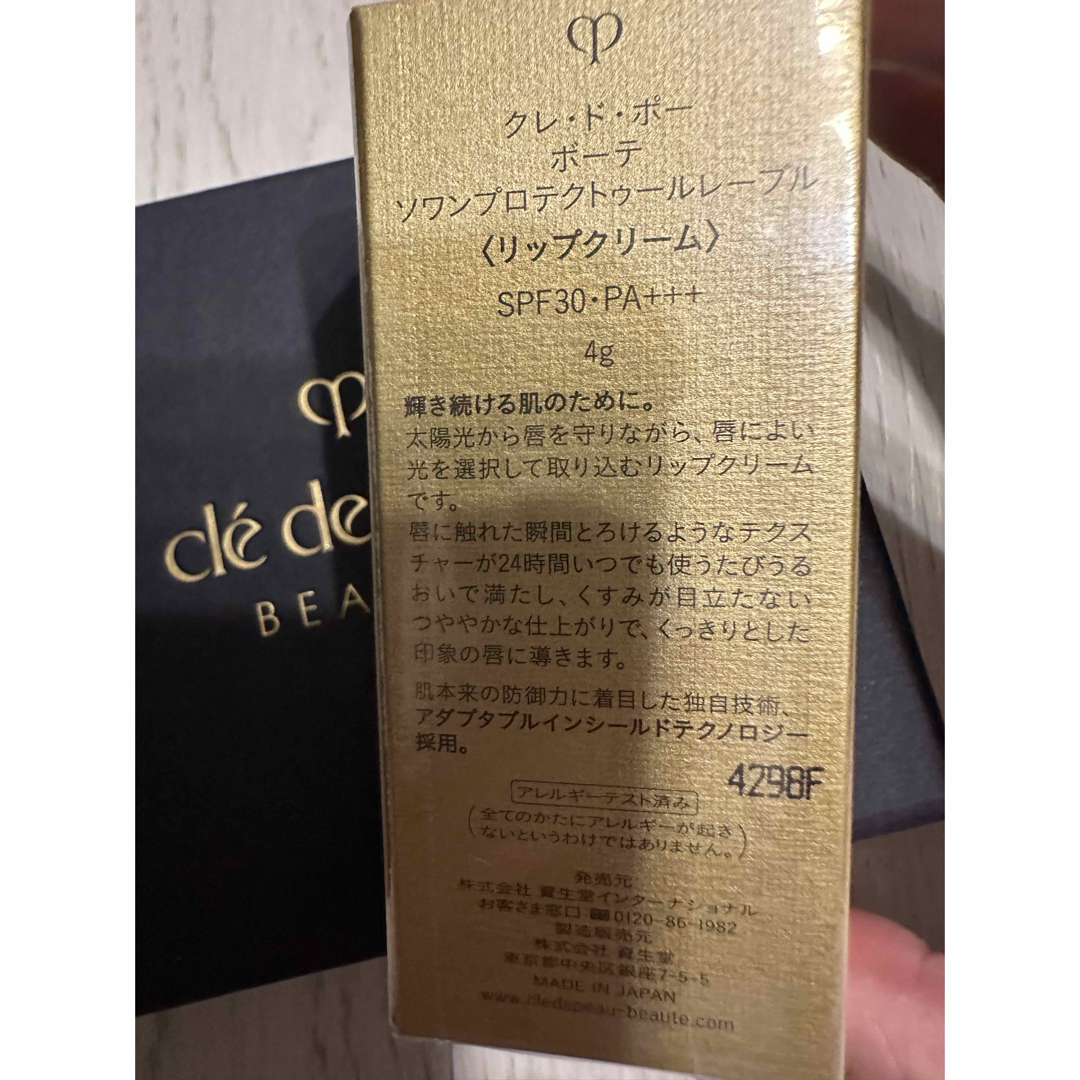 クレ・ド・ポー
ボーテ
ソワンプロテクトゥールレーブル
〈リップクリーム〉
SPF30・PA+++
4g
輝き続ける肌のために。
太陽光から唇を守りながら、唇によい
光を選択して取り込むリップクリーム
です。
唇に触れた瞬間とろけるようなテクス
チャーが24時間いつでも使うたびうる
おいで満たし、くすみが目立たない
つややかな仕上がりで、くっきりとした
印象の唇に導きます。
肌本来の防御力に着目した独自技術、
アダプタブルインシールドテクノロジー
採用。
4298F
アレルギーテスト済み
(全てのかたにアレルギーが起き
ないというわけではありません。)
発売元
株式会社 資生堂インターナショナル
お客さま窓口 0120-86-1982
製造販売元
株式会社 資生堂
東京都中央区銀座7-5-5
MADE IN JAPAN
www.cledepeau-beaute.com
clé de
BEA